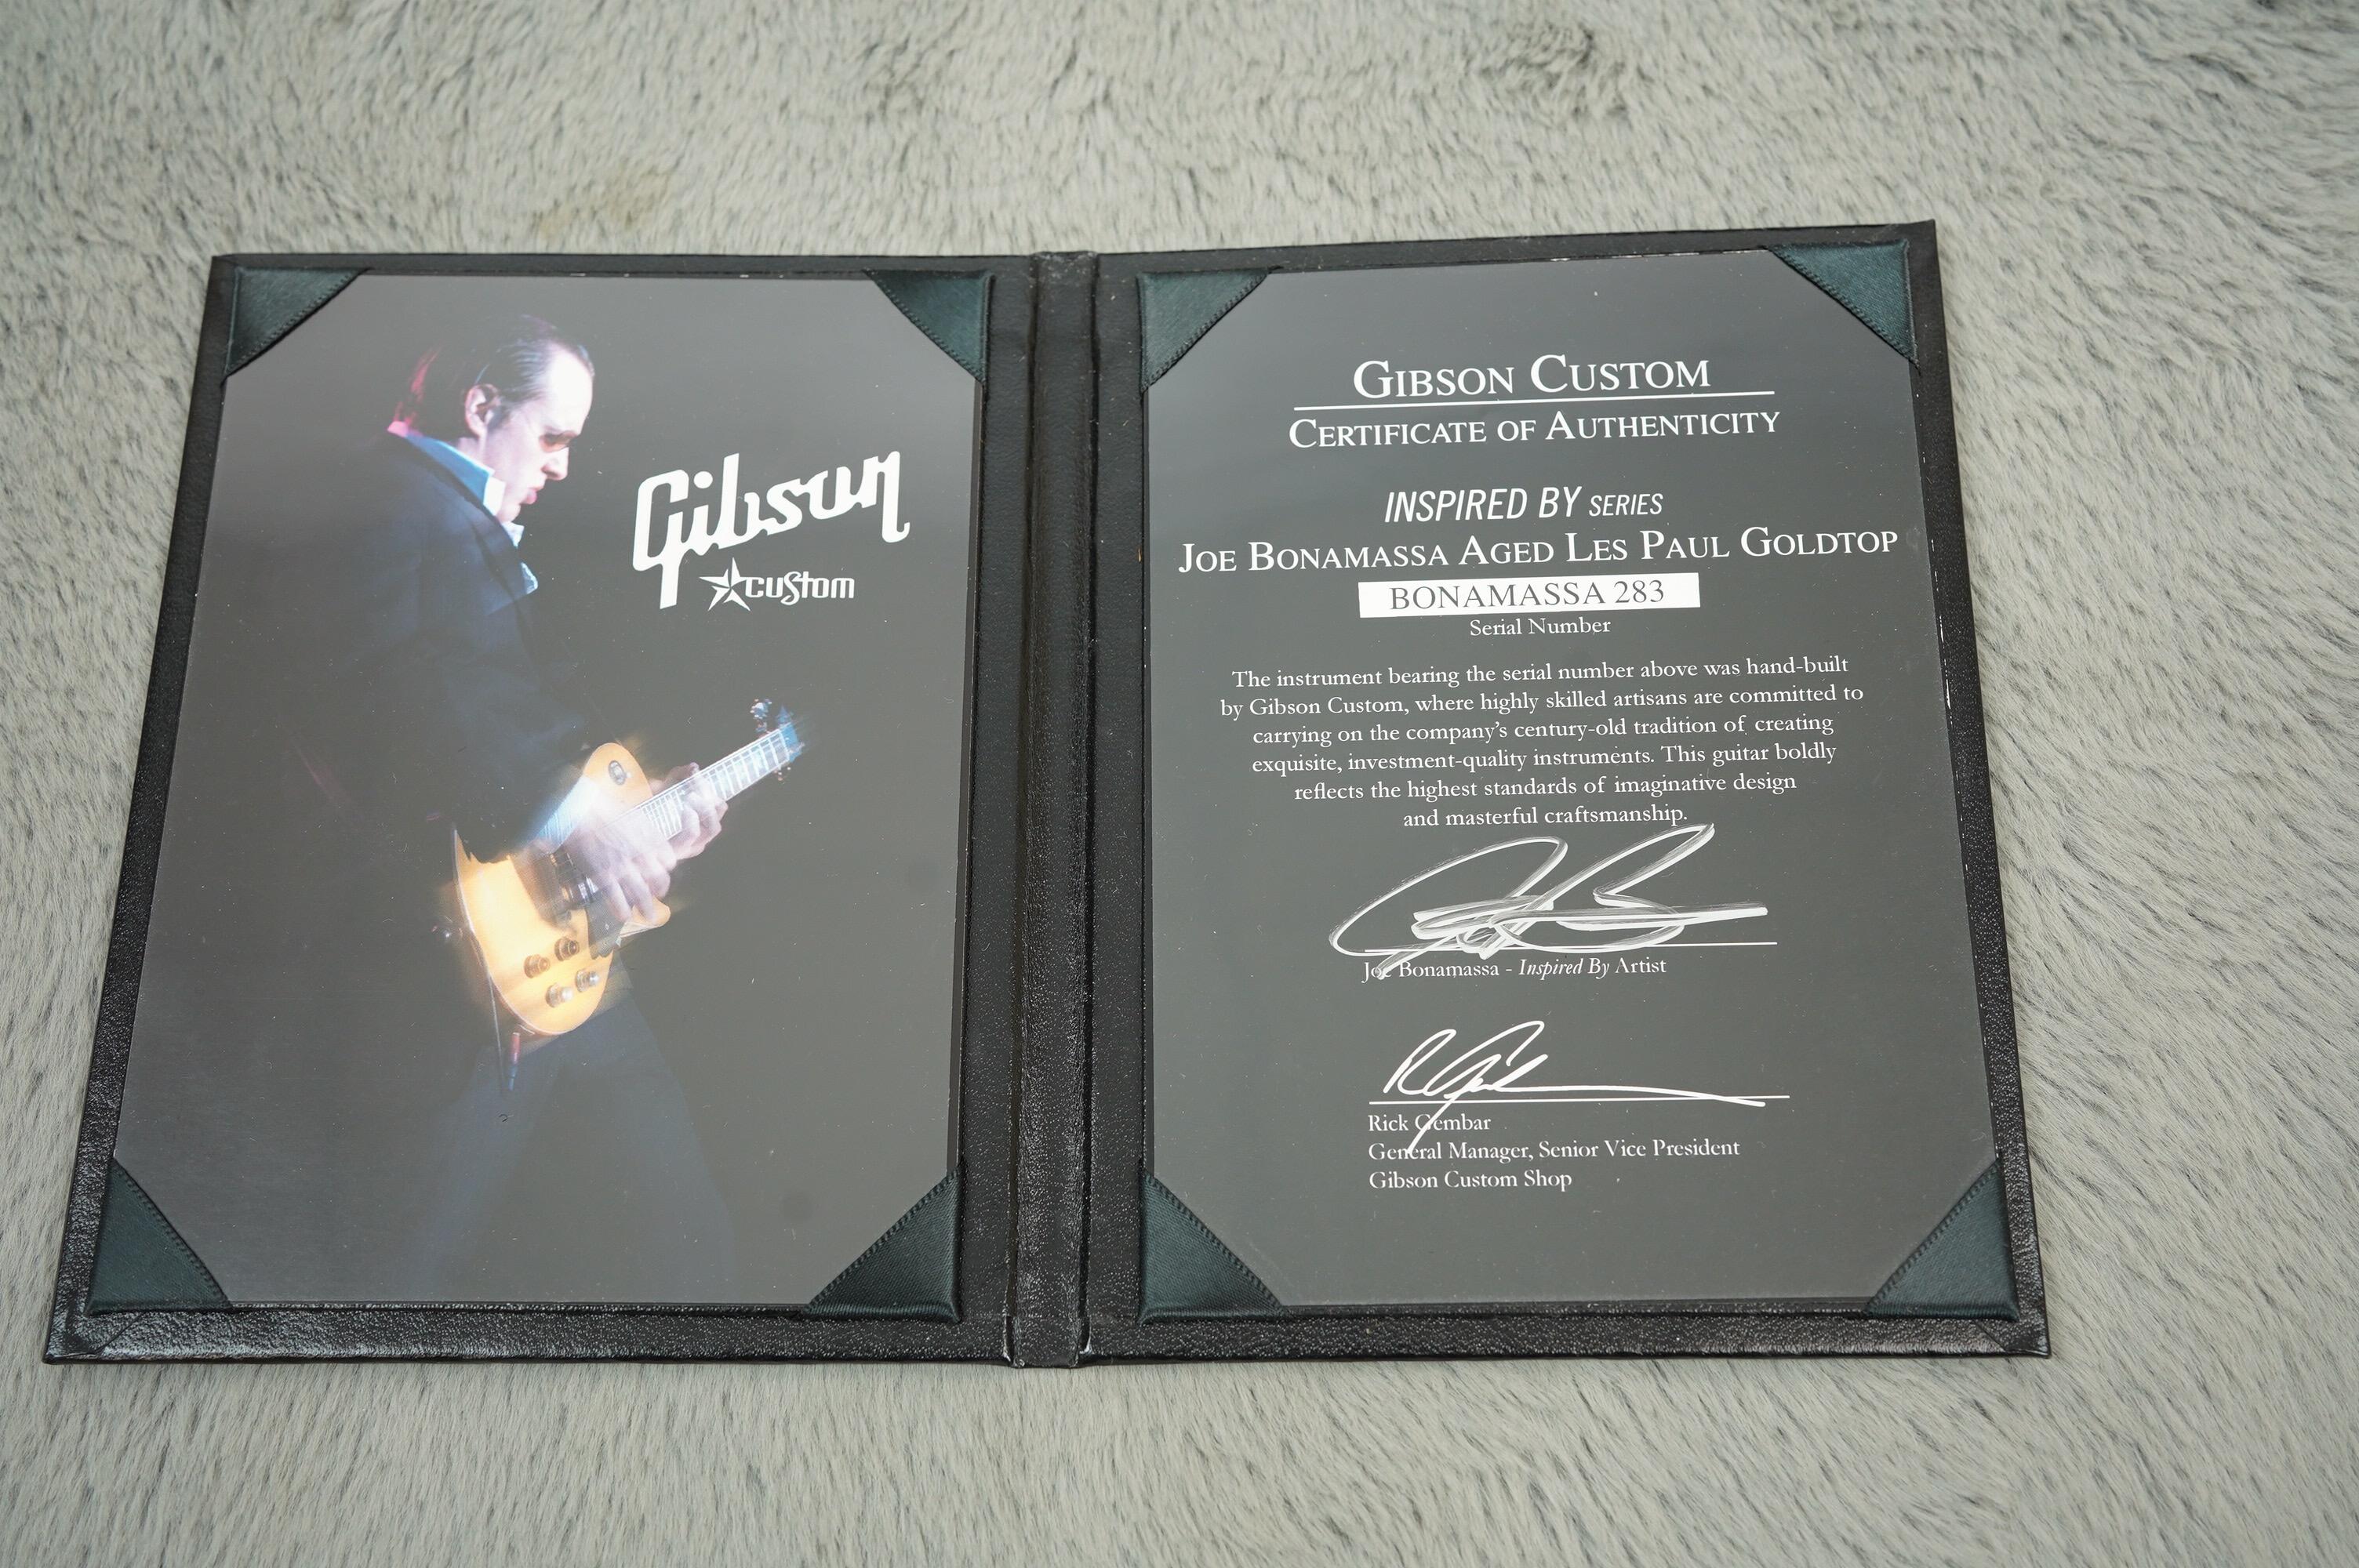 Gibson
custom
GIBSON CUSTOM
CERTIFICATE OF AUTHENTICITY
INSPIRED BY SERIES
JOE BONAMASSA AGED LES PAUL GOLDTOP
BONAMASSA 283
Serial Number
The instrument bearing the serial number above was hand-built
by Gibson Custom, where highly skilled artisans are committed to
carrying on the company's century-old tradition of creating
exquisite, investment-quality instruments. This guitar boldly
reflects the highest standards of imaginative design
and masterful craftsmanship.
Joe Bonamassa - Inspired By Artist
Rick Gembar
General Manager, Senior Vice President
Gibson Custom Shop